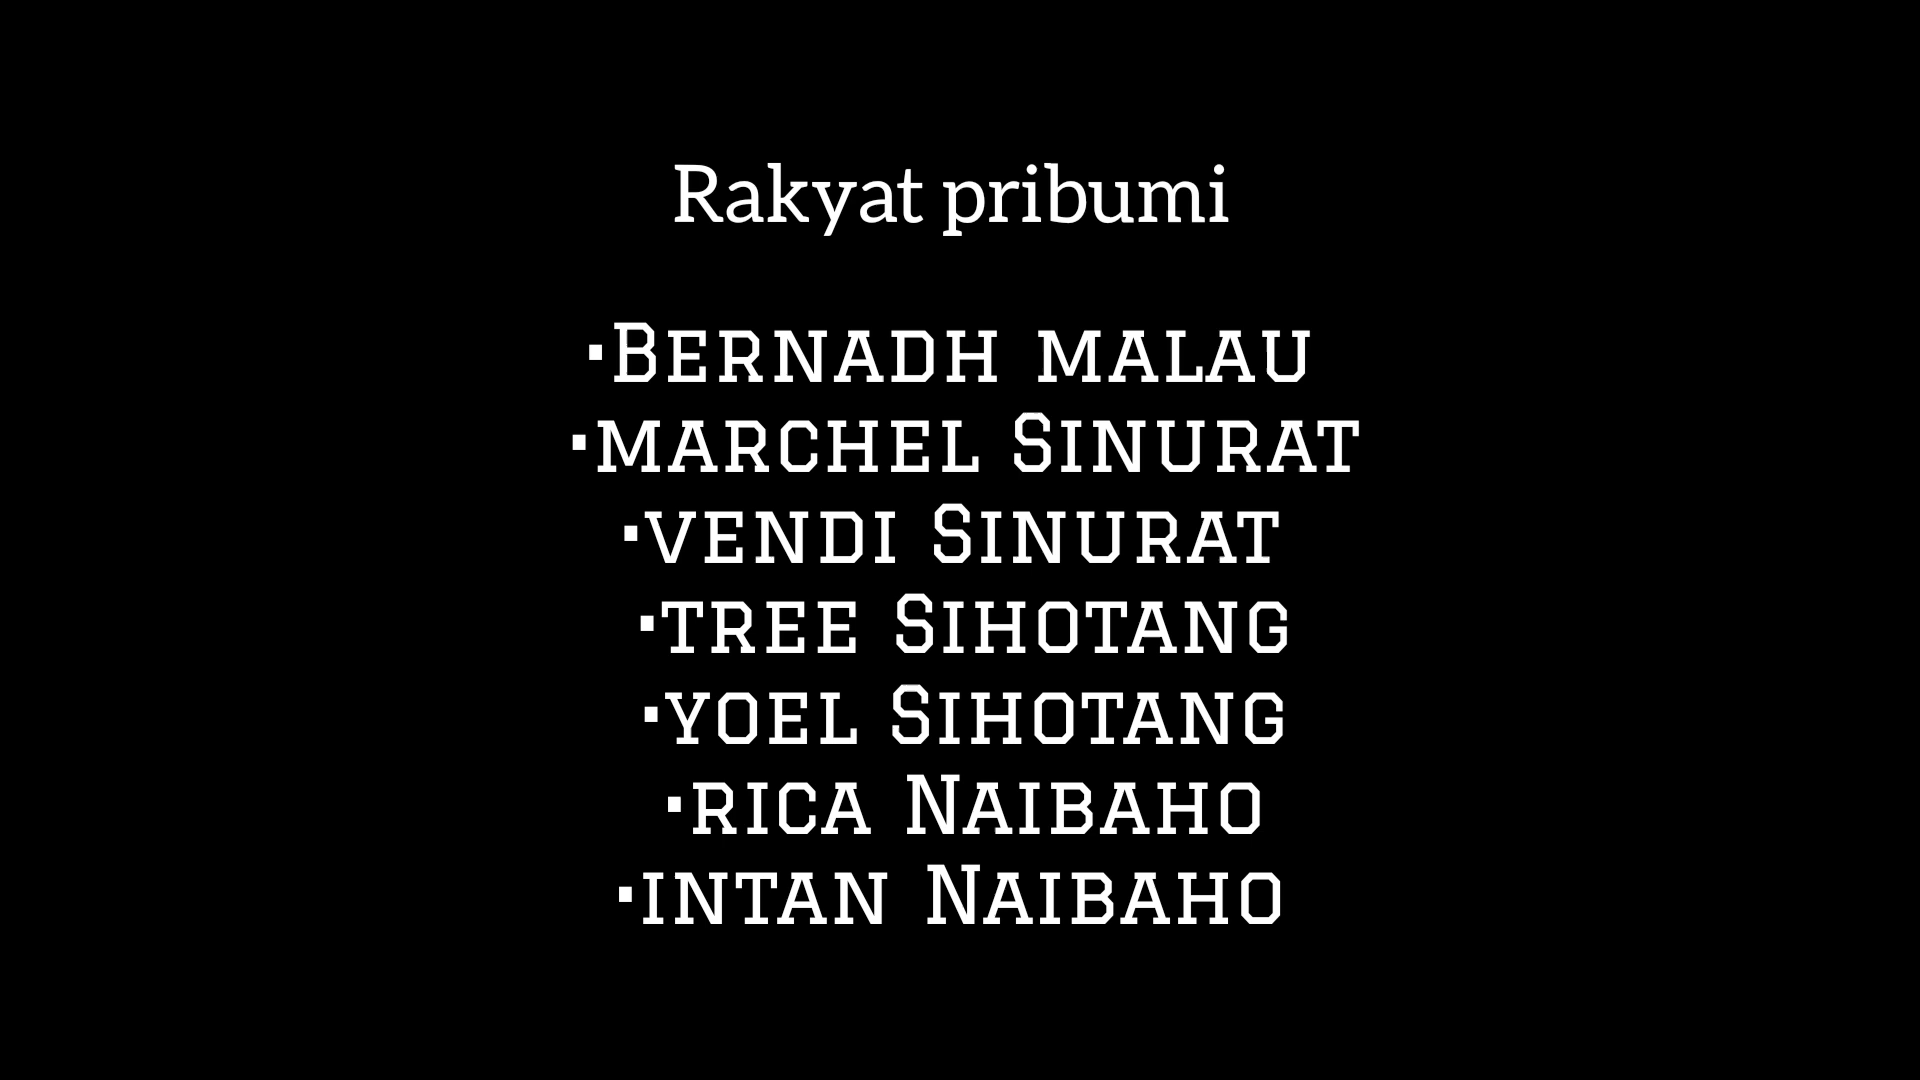 Rakyat pribumi
·Bernadh malau
·marchel Sinurat
·vendi Sinurat
·tree Sihotang
·yoel Sihotang
·rica Naibaho
·intan Naibaho